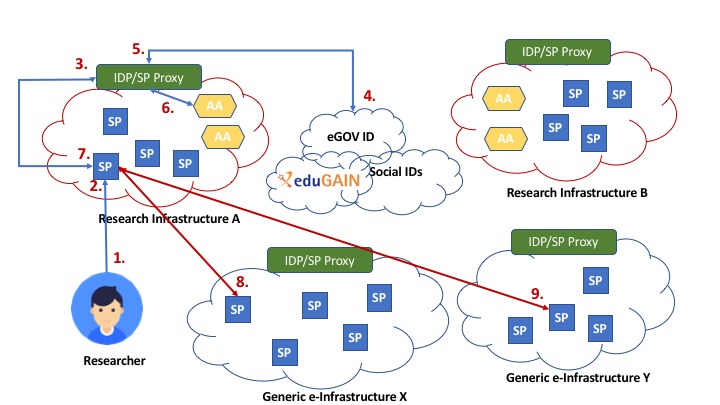 5.
3.
IDP/SP Proxy
IDP/SP Proxy
4.
AA
6.
SP
AA
SP
SP
7.
SP
2.
eGOV ID
eduGAIN
Social IDs
AA
SP
SP
AA
SP
SP
Research Infrastructure A
Research Infrastructure B
1.
Researcher
IDP/SP Proxy
8.
SP
SP
SP
SP
SP
Generic e-Infrastructure X
IDP/SP Proxy
SP
9.
SP
SP
SP
Generic e-Infrastructure Y